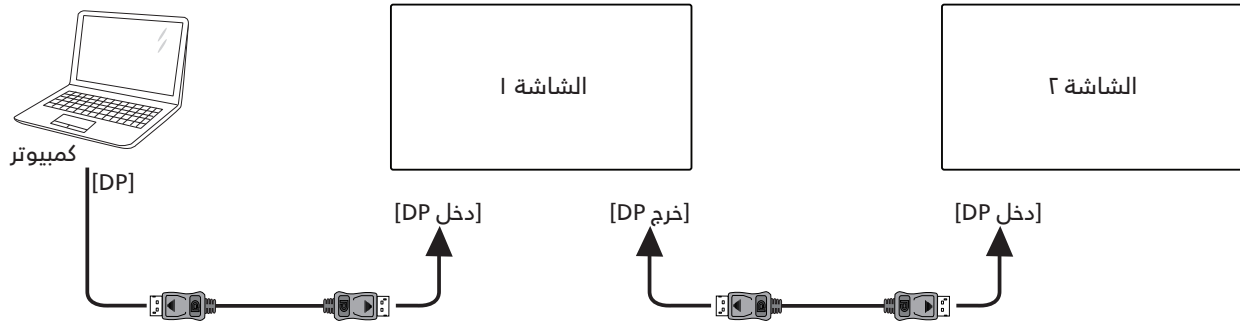 الشاشة ١
الشاشة ٢
كمبيوتر
[DP]
[دخل DP]
[خرج DP]
[دخل DP]